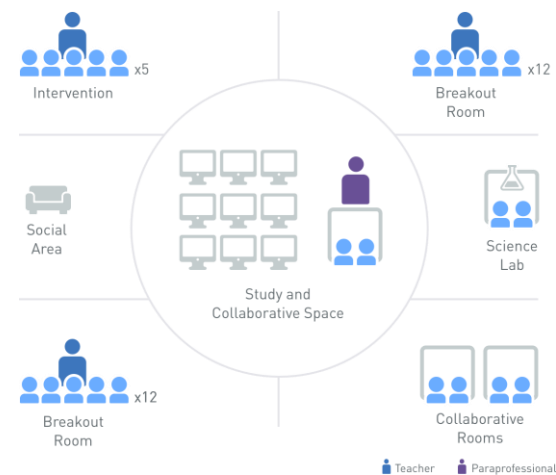 x5
Intervention
x12
Breakout
Room
Social
Area
Science
Lab
Study and
Collaborative Space
x12
Breakout
Room
Collaborative
Rooms
Teacher
Paraprofessional